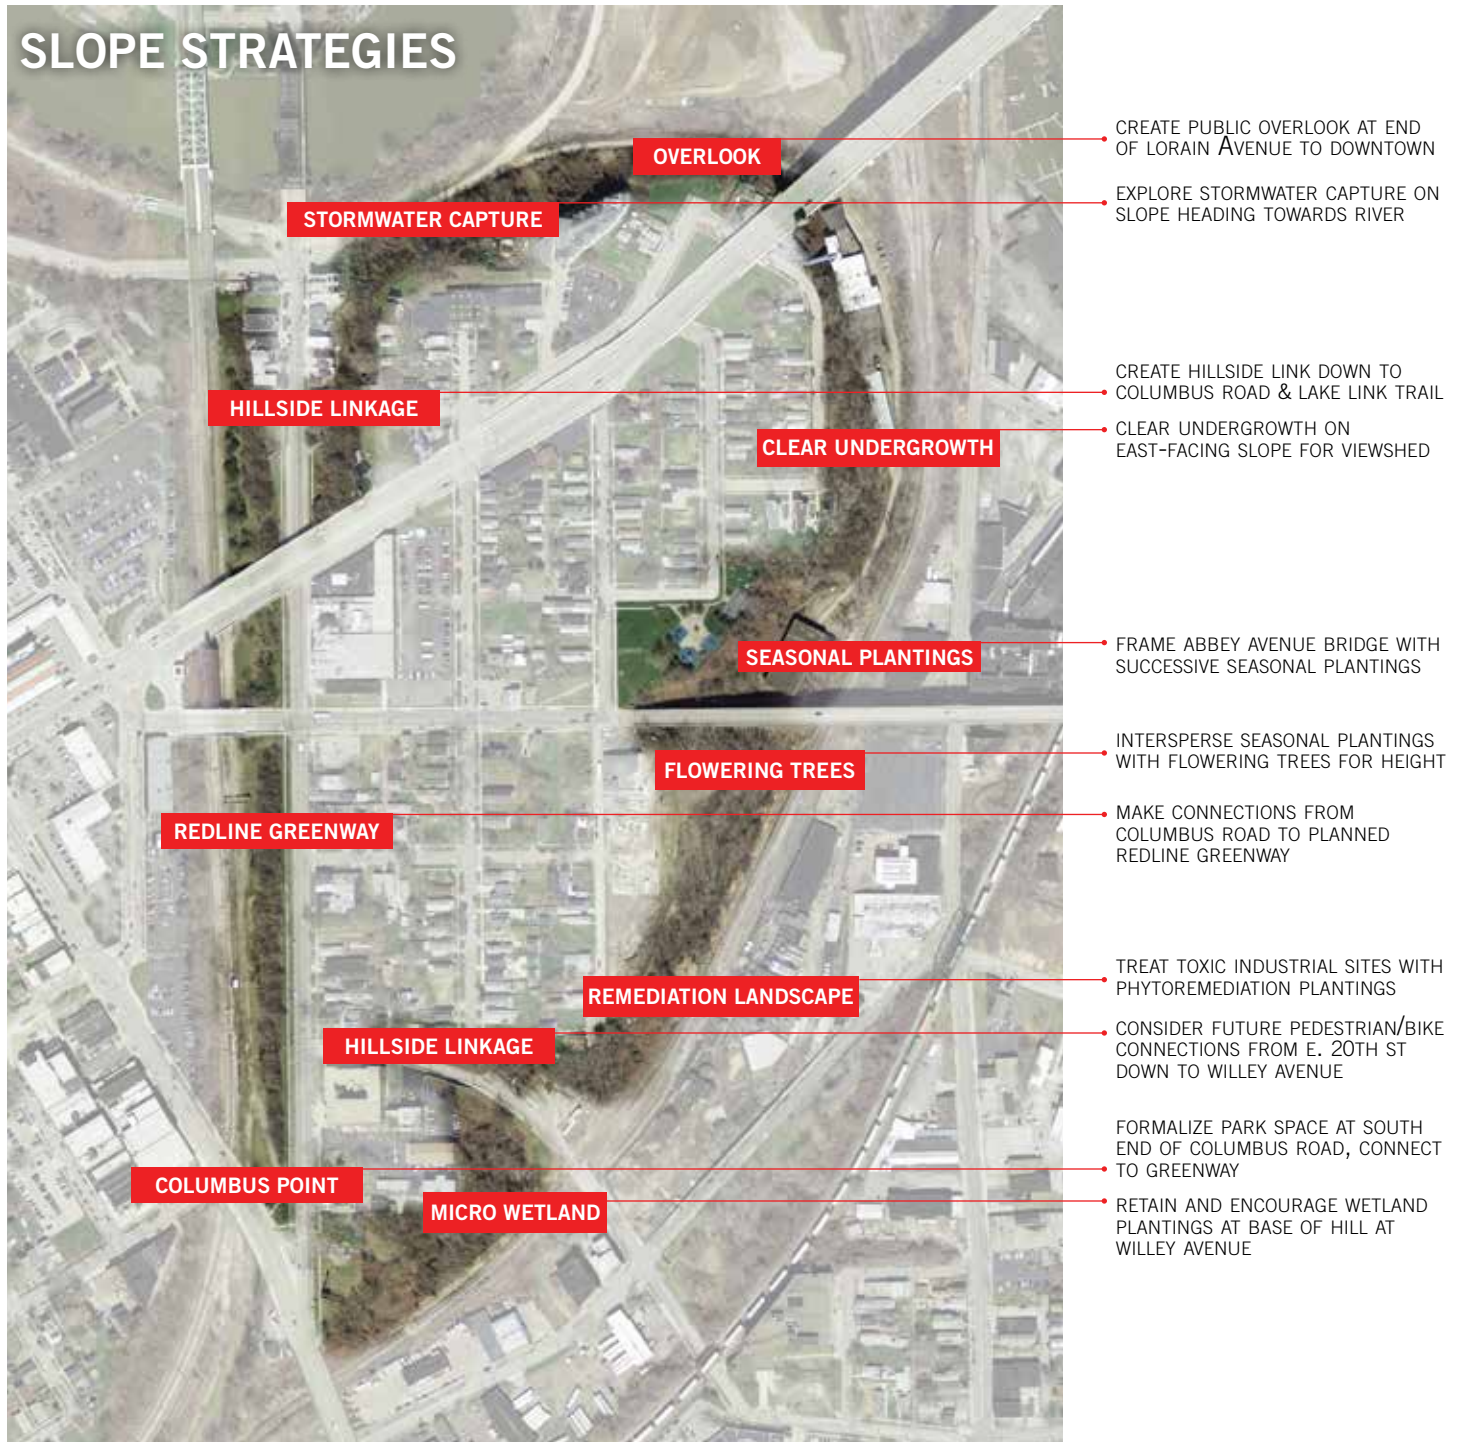 SLOPE STRATEGIES
OVERLOOK
CREATE PUBLIC OVERLOOK AT END
OF LORAIN AVENUE TO DOWNTOWN
STORMWATER CAPTURE
EXPLORE STORMWATER CAPTURE ON
SLOPE HEADING TOWARDS RIVER
HILLSIDE LINKAGE
CREATE HILLSIDE LINK DOWN TO
COLUMBUS ROAD & LAKE LINK TRAIL
CLEAR UNDERGROWTH
CLEAR UNDERGROWTH ON
EAST-FACING SLOPE FOR VIEWSHED
SEASONAL PLANTINGS
FRAME ABBEY AVENUE BRIDGE WITH
SUCCESSIVE SEASONAL PLANTINGS
FLOWERING TREES
INTERSPERSE SEASONAL PLANTINGS
WITH FLOWERING TREES FOR HEIGHT
REDLINE GREENWAY
MAKE CONNECTIONS FROM
COLUMBUS ROAD TO PLANNED
REDLINE GREENWAY
REMEDIATION LANDSCAPE
TREAT TOXIC INDUSTRIAL SITES WITH
PHYTOREMEDIATION PLANTINGS
HILLSIDE LINKAGE
CONSIDER FUTURE PEDESTRIAN/BIKE
CONNECTIONS FROM E. 20TH ST
DOWN TO WILLEY AVENUE
COLUMBUS POINT
FORMALIZE PARK SPACE AT SOUTH
END OF COLUMBUS ROAD, CONNECT
TO GREENWAY
MICRO WETLAND
RETAIN AND ENCOURAGE WETLAND
PLANTINGS AT BASE OF HILL AT
WILLEY AVENUE